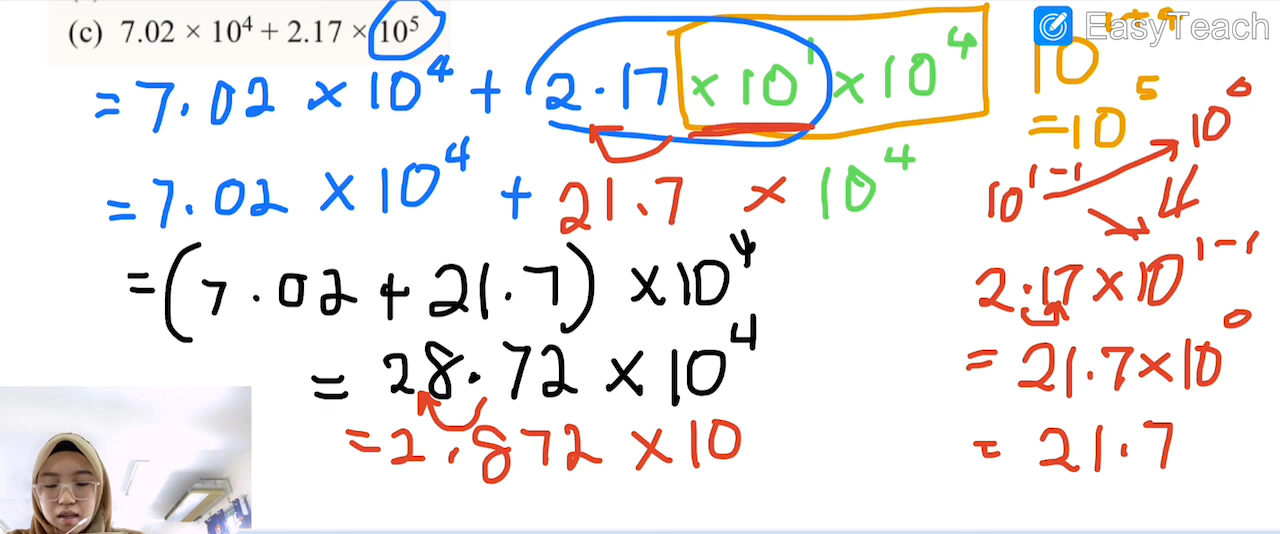 (c) 7.02 × 10⁴ + 2.17 × 10⁵
EasyTeach
= 7.02 × 10⁴ + 2.17 × 10¹ × 10⁴
= 7.02 × 10⁴ + 21.7 × 10⁴
= (7.02 + 21.7) × 10⁴
= 28.72 × 10⁴
= 2.872 × 10
10¹⁺⁴
= 10⁵
10¹⁻¹ 10⁰
2.17 × 10¹⁻¹
= 21.7 × 10⁰
= 21.7